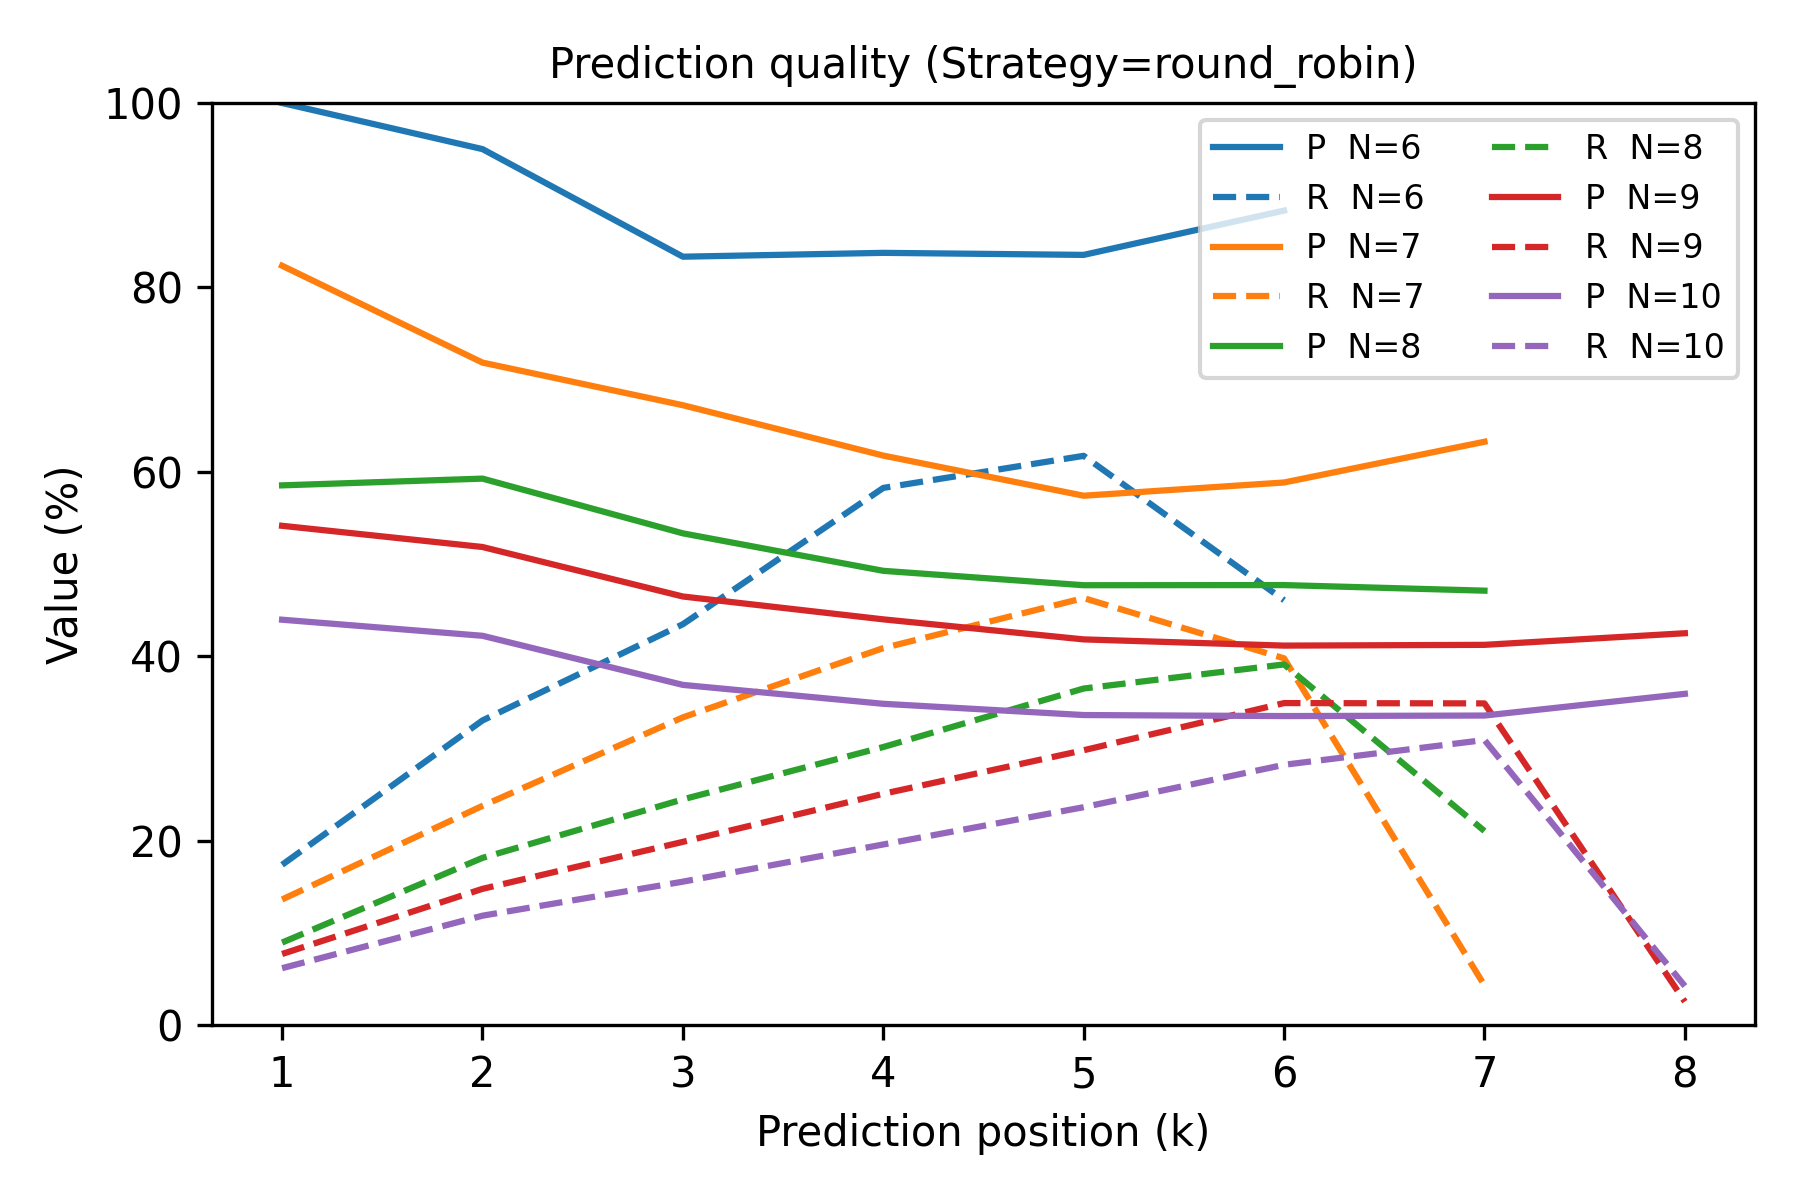 Prediction quality (Strategy=round_robin)
Value (%)
100
80
60
40
20
0
P N=6
R N=6
P N=7
R N=7
P N=8
R N=8
P N=9
R N=9
P N=10
R N=10
1 2 3 4 5 6 7 8
Prediction position (k)